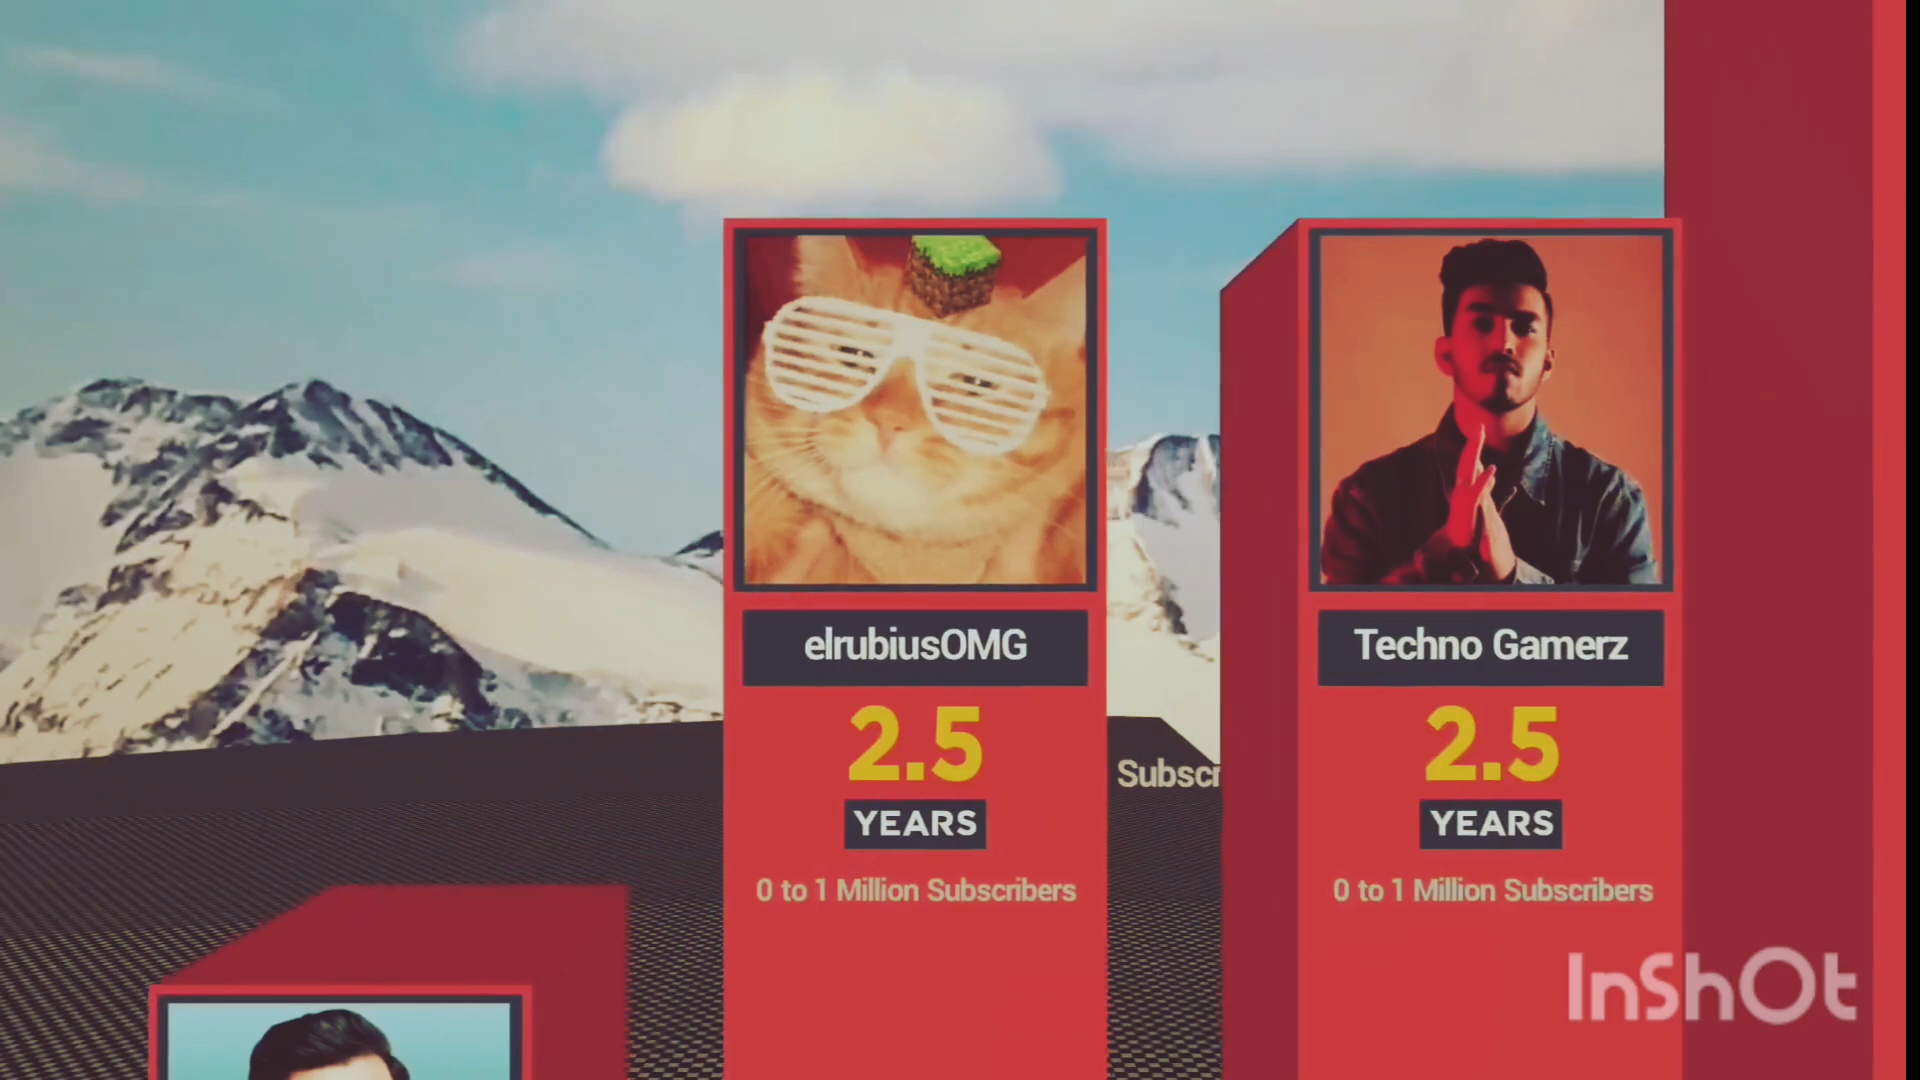 elrubiusOMG
2.5
YEARS
0 to 1 Million Subscribers
Techno Gamerz
2.5
YEARS
0 to 1 Million Subscribers
InShOt